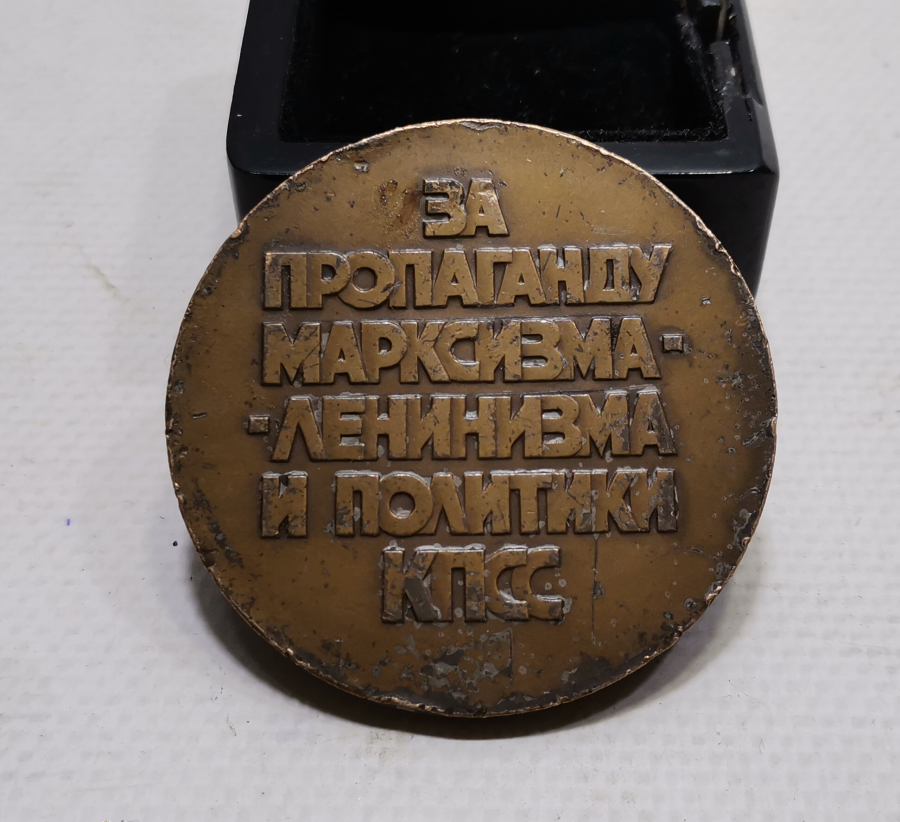 ЗА
ПРОПАГАНДУ
МАРКСИЗМА-
-ЛЕНИНИЗМА
И ПОЛИТИКИ
КПСС